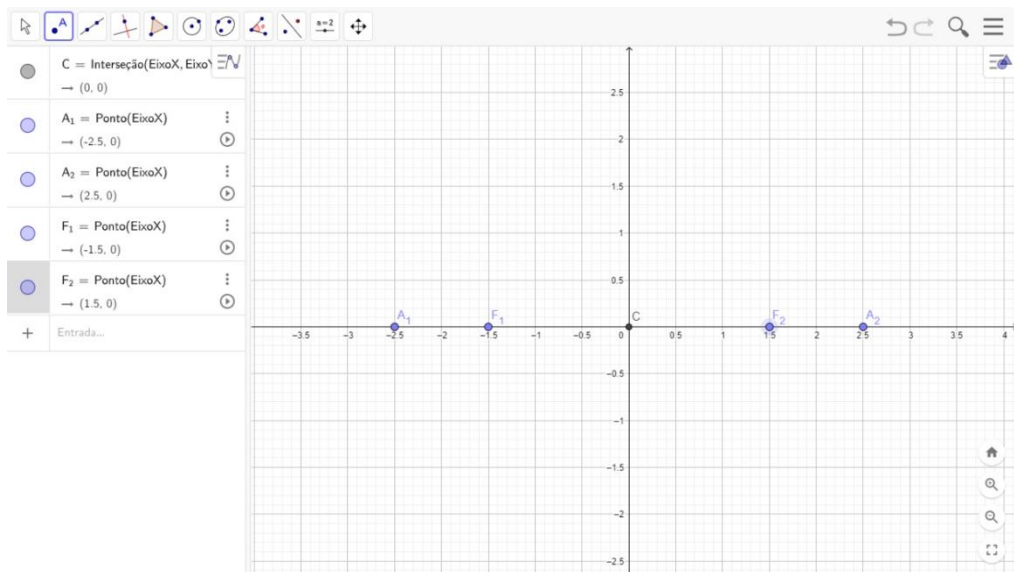 A
a=2
C = Interseção(EixoX, EixoY
→ (0, 0)
A₁ = Ponto(EixoX)
→ (-2.5, 0)
A₂ = Ponto(EixoX)
→ (2.5, 0)
F₁ = Ponto(EixoX)
→ (-1.5, 0)
F₂ = Ponto(EixoX)
→ (1.5, 0)
+ Entrada...
2.5
2
1.5
1
0.5
A₁ F₁ C F₂ A₂
-3.5 -2.5 -2 -1.5 -1 -0.5 0 0.5 1 1.5 2 2.5 3 3.5 4
-0.5
-1
-1.5
-2
-2.5